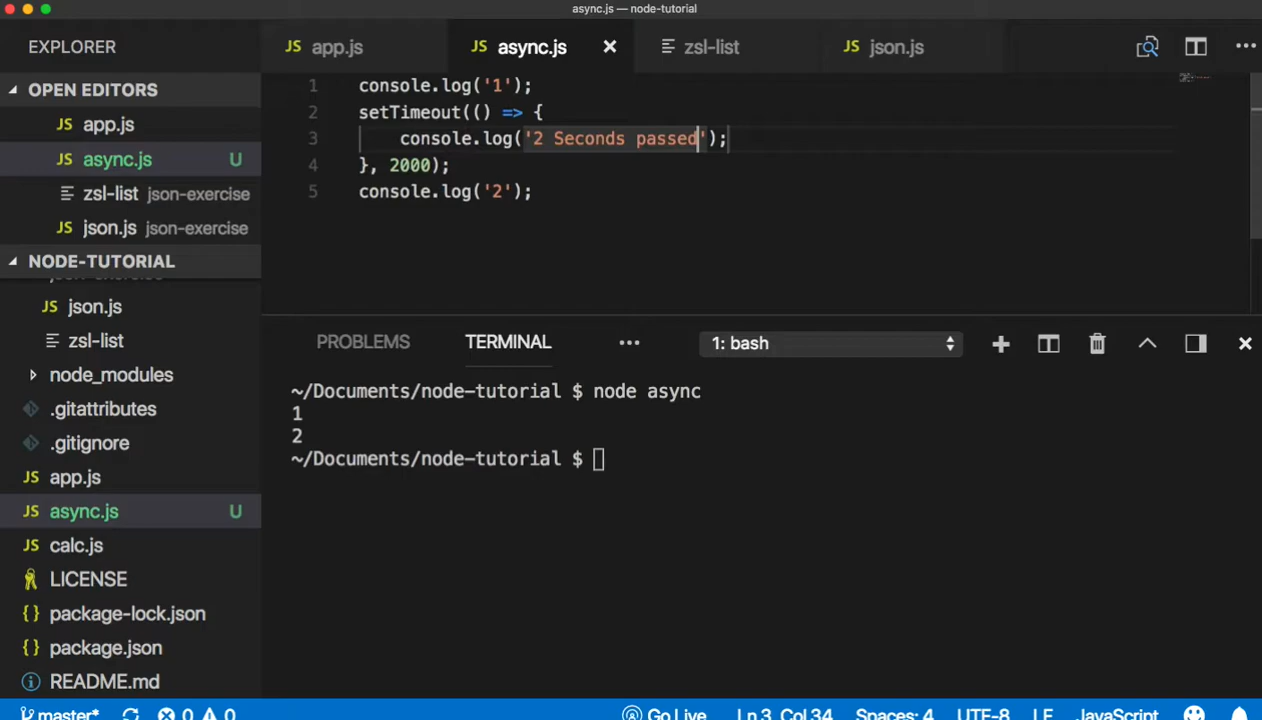 async.js — node-tutorial
EXPLORER
OPEN EDITORS
JS app.js
JS async.js U
zsl-list json-exercise
JS json.js json-exercise
NODE-TUTORIAL
json-exercise
JS json.js
zsl-list
node_modules
.gitattributes
.gitignore
JS app.js
JS async.js U
JS calc.js
LICENSE
{} package-lock.json
{} package.json
README.md
JS app.js JS async.js × zsl-list JS json.js ...
1 console.log('1');
2 setTimeout(() => {
3 console.log('2 Seconds passed');
4 }, 2000);
5 console.log('2');
PROBLEMS TERMINAL ... 1: bash
~/Documents/node-tutorial $ node async
1
2
~/Documents/node-tutorial $
master* 0 0 Go Live Ln 3, Col 34 Spaces: 4 UTF-8 LF JavaScript